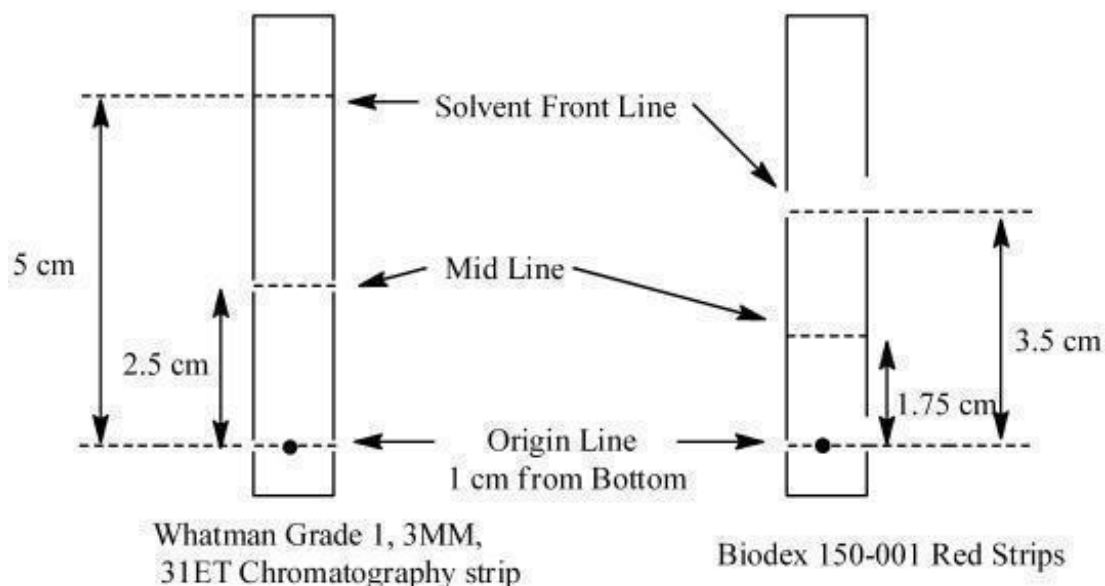 Solvent Front Line
5 cm
Mid Line
2.5 cm
3.5 cm
1.75 cm
Origin Line
1 cm from Bottom
Whatman Grade 1, 3MM,
31ET Chromatography strip
Biodex 150-001 Red Strips